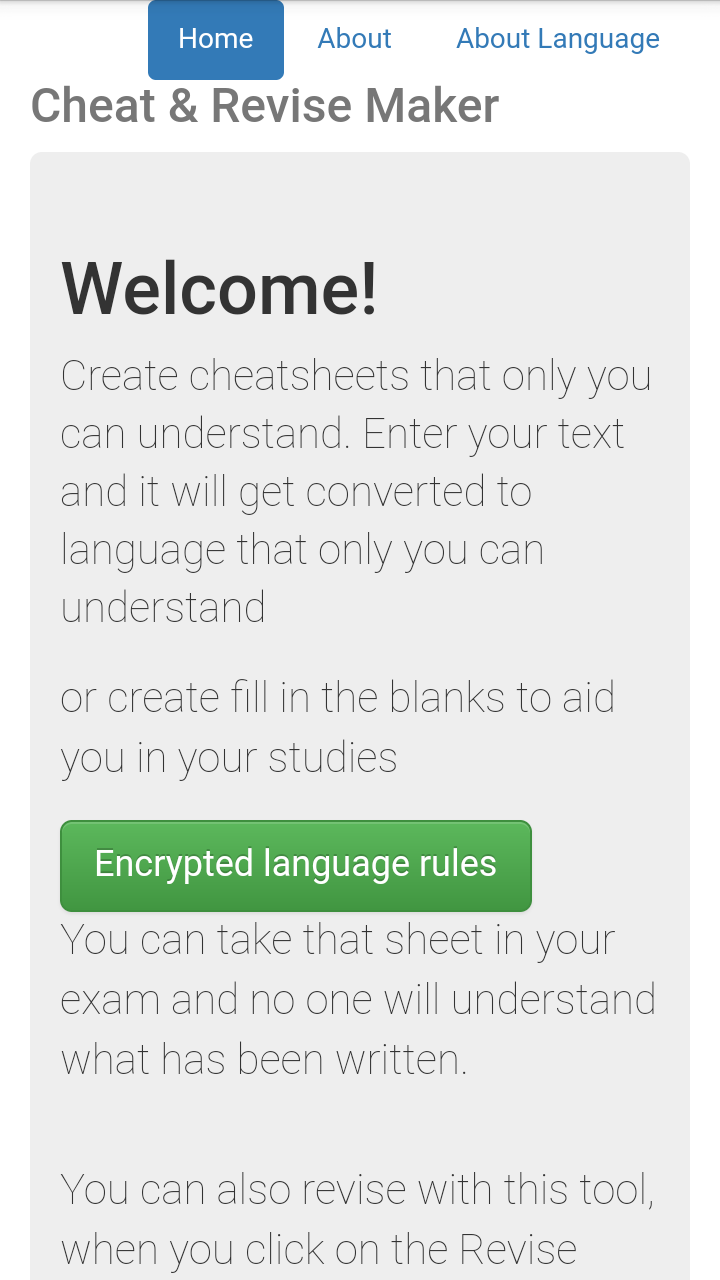 Home About About Language
Cheat & Revise Maker
Welcome!
Create cheatsheets that only you
can understand. Enter your text
and it will get converted to
language that only you can
understand
or create fill in the blanks to aid
you in your studies
Encrypted language rules
You can take that sheet in your
exam and no one will understand
what has been written.
You can also revise with this tool,
when you click on the Revise